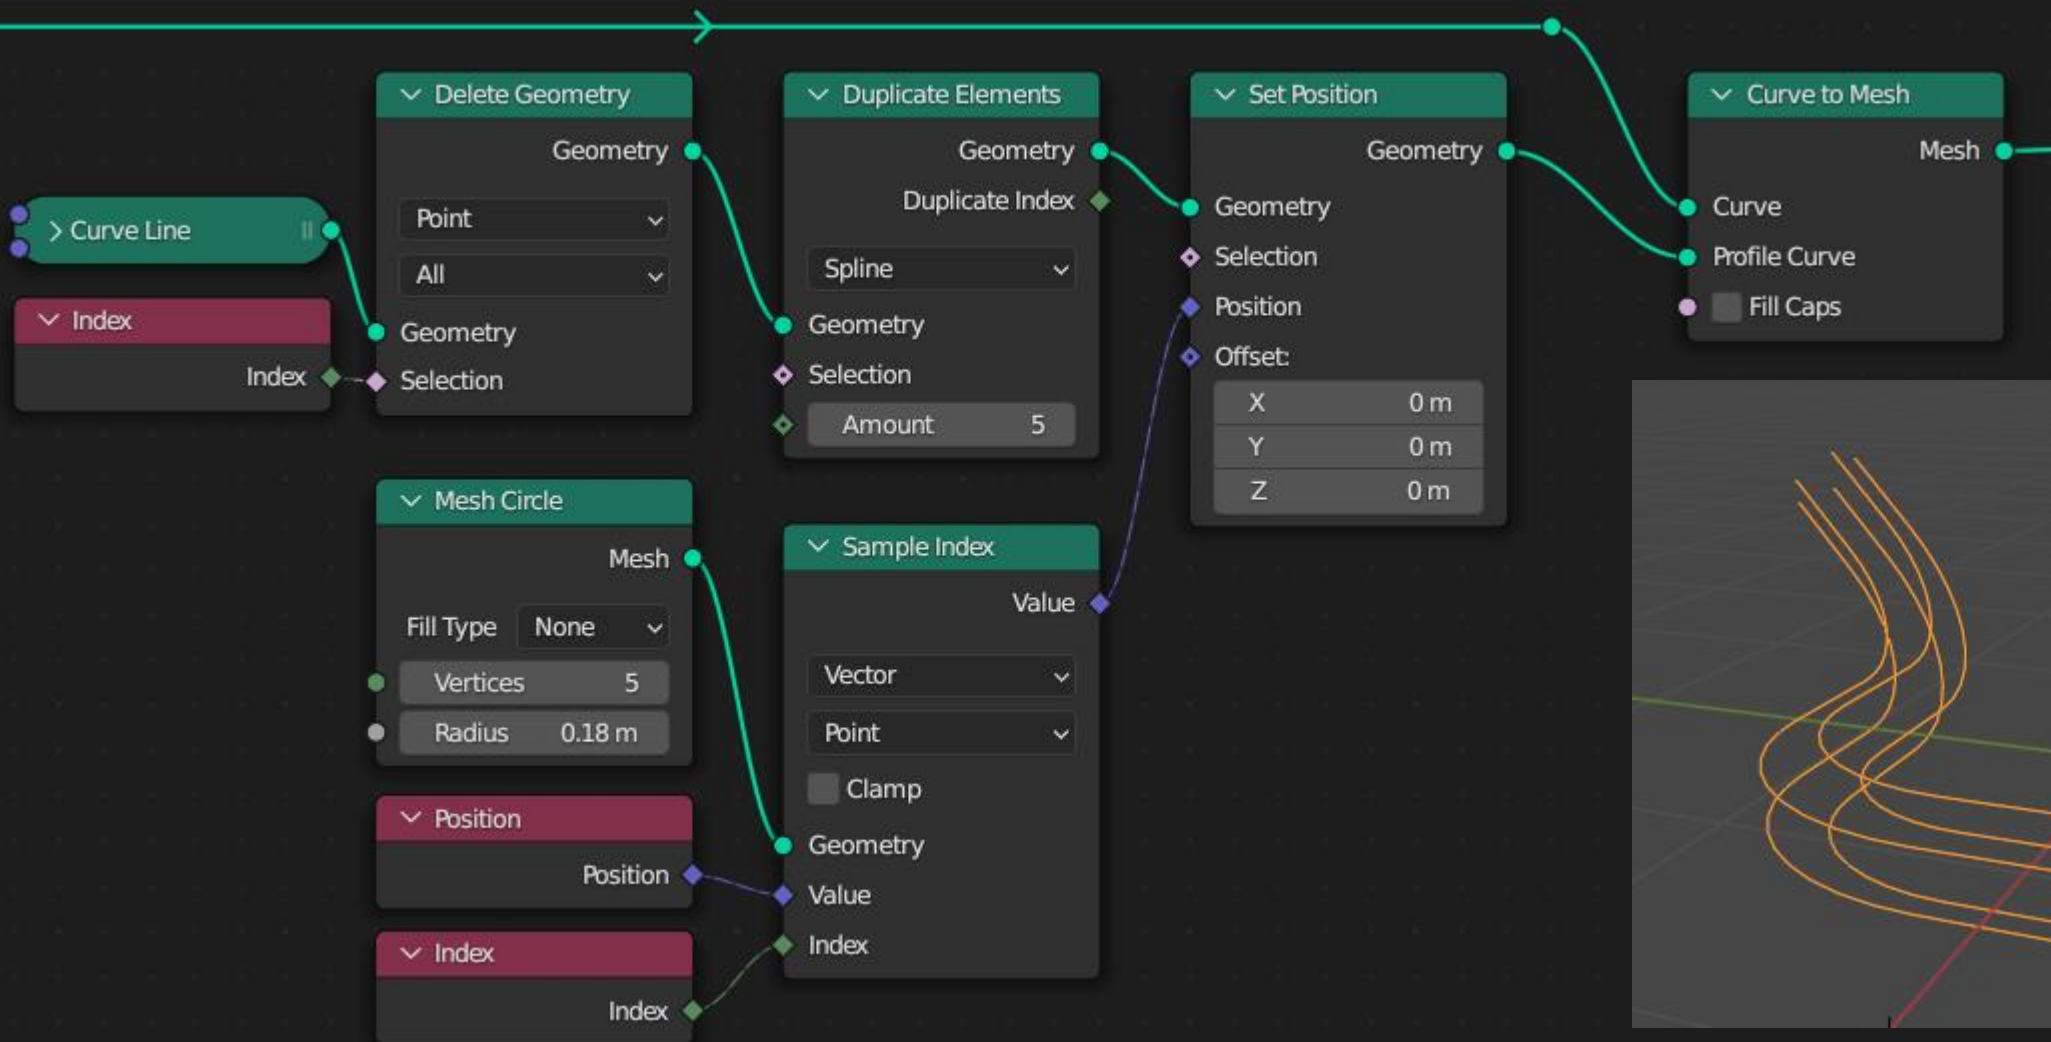 Curve Line
Index
Index
Delete Geometry
Geometry
Point
All
Geometry
Selection
Mesh Circle
Mesh
Fill Type None
Vertices 5
Radius 0.18 m
Position
Position
Index
Index
Duplicate Elements
Geometry
Duplicate Index
Spline
Geometry
Selection
Amount 5
Sample Index
Value
Vector
Point
Clamp
Geometry
Value
Index
Set Position
Geometry
Geometry
Selection
Position
Offset:
X 0 m
Y 0 m
Z 0 m
Curve to Mesh
Mesh
Curve
Profile Curve
Fill Caps